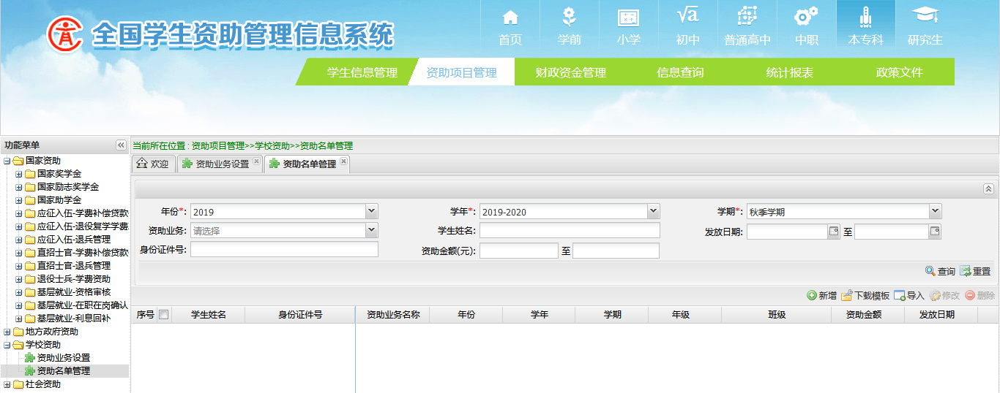 全国学生资助管理信息系统
首页 学前 小学 初中 普通高中 中职 本专科 研究生
学生信息管理 资助项目管理 财政资金管理 信息查询 统计报表 政策文件
功能菜单
国家资助
国家奖学金
国家励志奖学金
国家助学金
应征入伍-学费补偿贷款
应征入伍-退役复学学费
应征入伍-退兵管理
直招士官-学费补偿贷款
直招士官-退兵管理
退役士兵-学费资助
基层就业-资格审核
基层就业-在职在岗确认
基层就业-利息回补
地方政府资助
学校资助
资助业务设置
资助名单管理
社会资助
当前所在位置 : 资助项目管理>>学校资助>>资助名单管理
欢迎 资助业务设置 资助名单管理
年份*: 2019 学年*: 2019-2020 学期*: 秋季学期
资助业务: 请选择 学生姓名: 发放日期: 至
身份证件号: 资助金额(元): 至
查询 重置
新增 下载模板 导入 修改 删除
序号 学生姓名 身份证件号 资助业务名称 年份 学年 学期 年级 班级 资助金额 发放日期